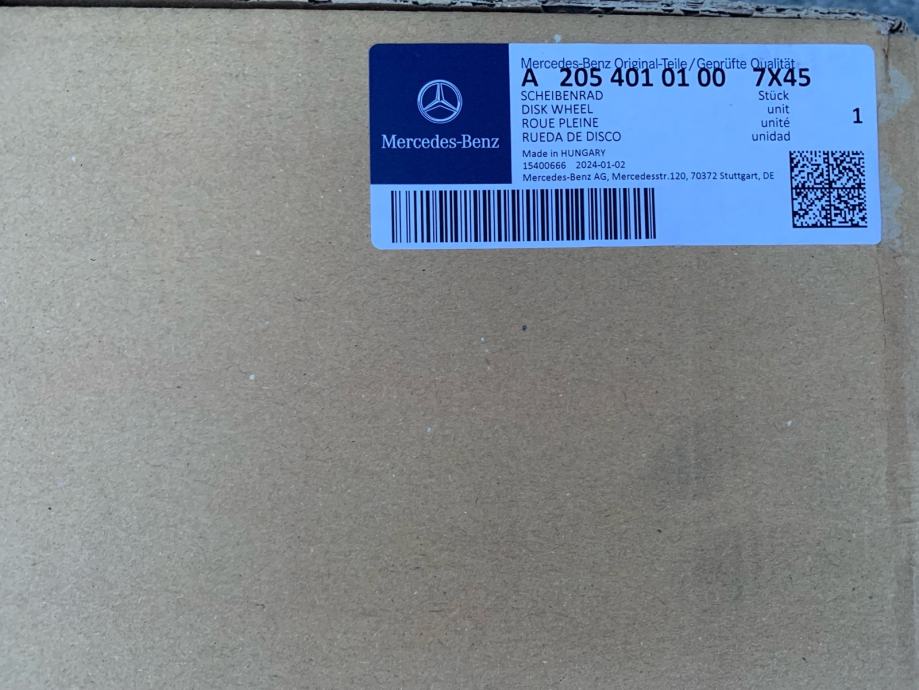 Mercedes-Benz
Mercedes-Benz Original-Teile/Geprüfte Qualität
A 205 401 01 00 7X45
SCHEIBENRAD Stück
DISK WHEEL unit
ROUE PLEINE unité
RUEDA DE DISCO unidad
1
Made in HUNGARY
15400666 2024-01-02
Mercedes-Benz AG, Mercedesstr.120, 70372 Stuttgart, DE